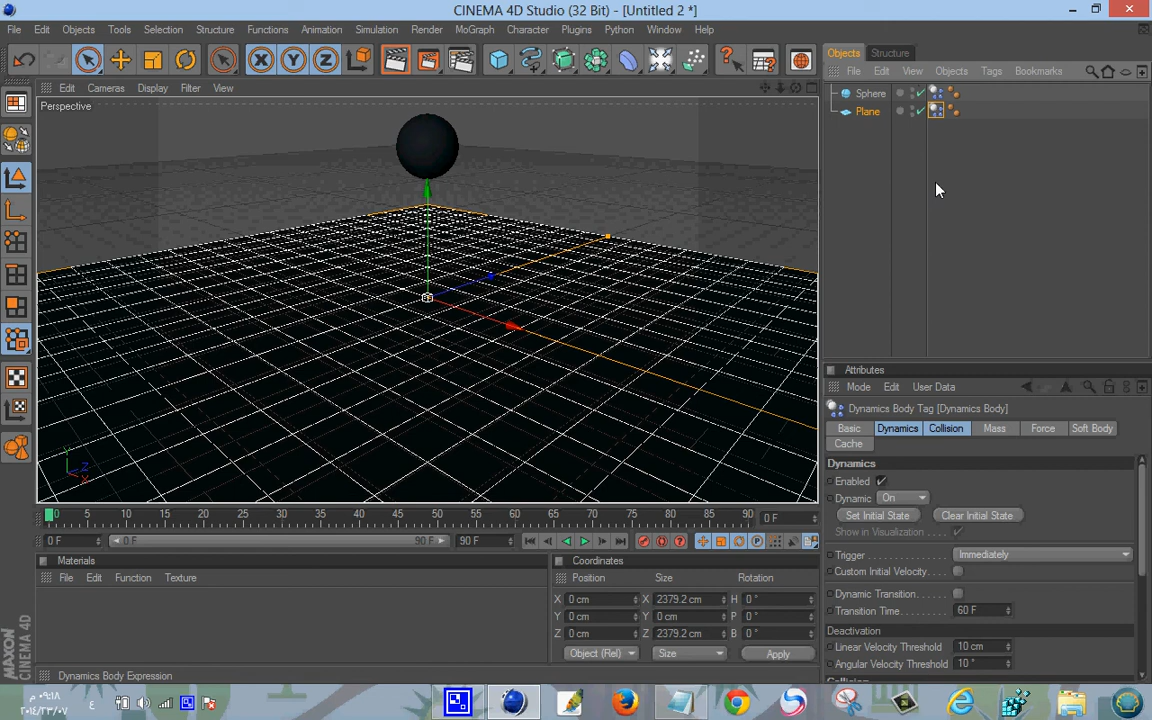 CINEMA 4D Studio (32 Bit) - [Untitled 2 *]
File Edit Objects Tools Selection Structure Functions Animation Simulation Render MoGraph Character Plugins Python Window Help
Objects Structure
File Edit View Objects Tags Bookmarks
Sphere
Plane
Edit Cameras Display Filter View
Perspective
X Y Z
Y Z X
Attributes
Mode Edit User Data
Dynamics Body Tag [Dynamics Body]
Basic Dynamics Collision Mass Force Soft Body
Cache
Dynamics
Enabled
Dynamic On
Set Initial State Clear Initial State
Show in Visualization
Trigger Immediately
Custom Initial Velocity
Dynamic Transition
Transition Time 60 F
Deactivation
Linear Velocity Threshold 10 cm
Angular Velocity Threshold 10 °
0 5 10 15 20 25 30 35 40 45 50 55 60 65 70 75 80 85 90 0 F
0 F 0 F 90 F 90 F
Materials
File Edit Function Texture
Coordinates
Position Size Rotation
X 0 cm X 2379.2 cm H 0 °
Y 0 cm Y 0 cm P 0 °
Z 0 cm Z 2379.2 cm B 0 °
Object (Rel) Size Apply
MAXON CINEMA 4D
Dynamics Body Expression
ع
٠٩:١٨ م
٢٠١٤/٣/٠٧